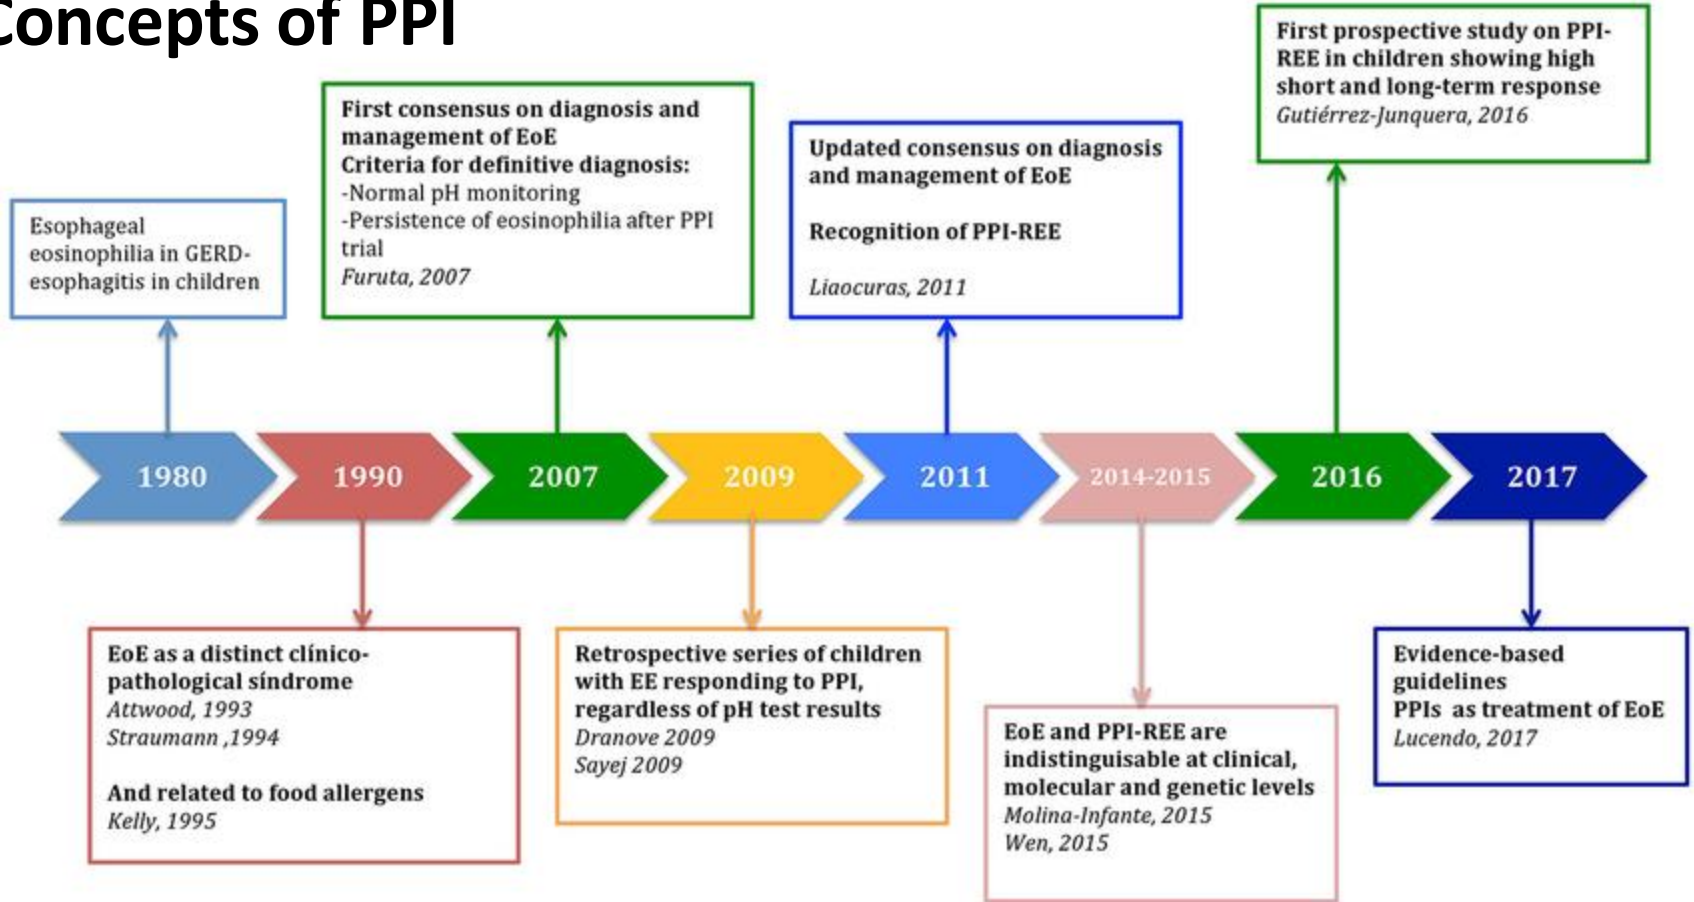 Concepts of PPI
First prospective study on PPI-
REE in children showing high
short and long-term response
Gutiérrez-Junquera, 2016
First consensus on diagnosis and
management of EoE
Criteria for definitive diagnosis:
-Normal pH monitoring
-Persistence of eosinophilia after PPI
trial
Furuta, 2007
Updated consensus on diagnosis
and management of EoE
Recognition of PPI-REE
Liaocuras, 2011
Esophageal
eosinophilia in GERD-
esophagitis in children
1980
1990
2007
2009
2011
2014-2015
2016
2017
EoE as a distinct clínico-
pathological síndrome
Attwood, 1993
Straumann ,1994
And related to food allergens
Kelly, 1995
Retrospective series of children
with EE responding to PPI,
regardless of pH test results
Dranove 2009
Sayej 2009
EoE and PPI-REE are
indistinguisable at clinical,
molecular and genetic levels
Molina-Infante, 2015
Wen, 2015
Evidence-based
guidelines
PPIs as treatment of EoE
Lucendo, 2017